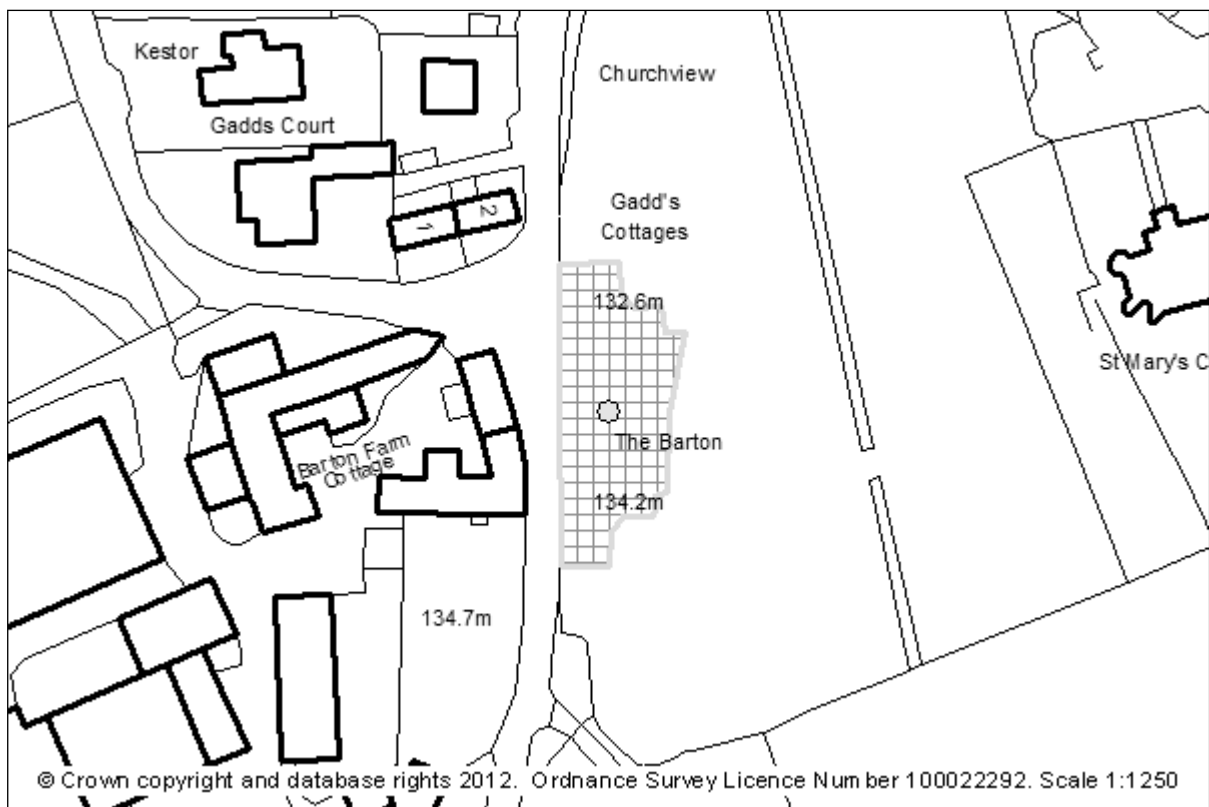 Kestor
Churchview
Gadds Court
Gadd's
Cottages
1
2
132.6m
St Mary's C
The Barton
Barton Farm
Cottage
134.2m
134.7m
© Crown copyright and database rights 2012. Ordnance Survey Licence Number 100022292. Scale 1:1250